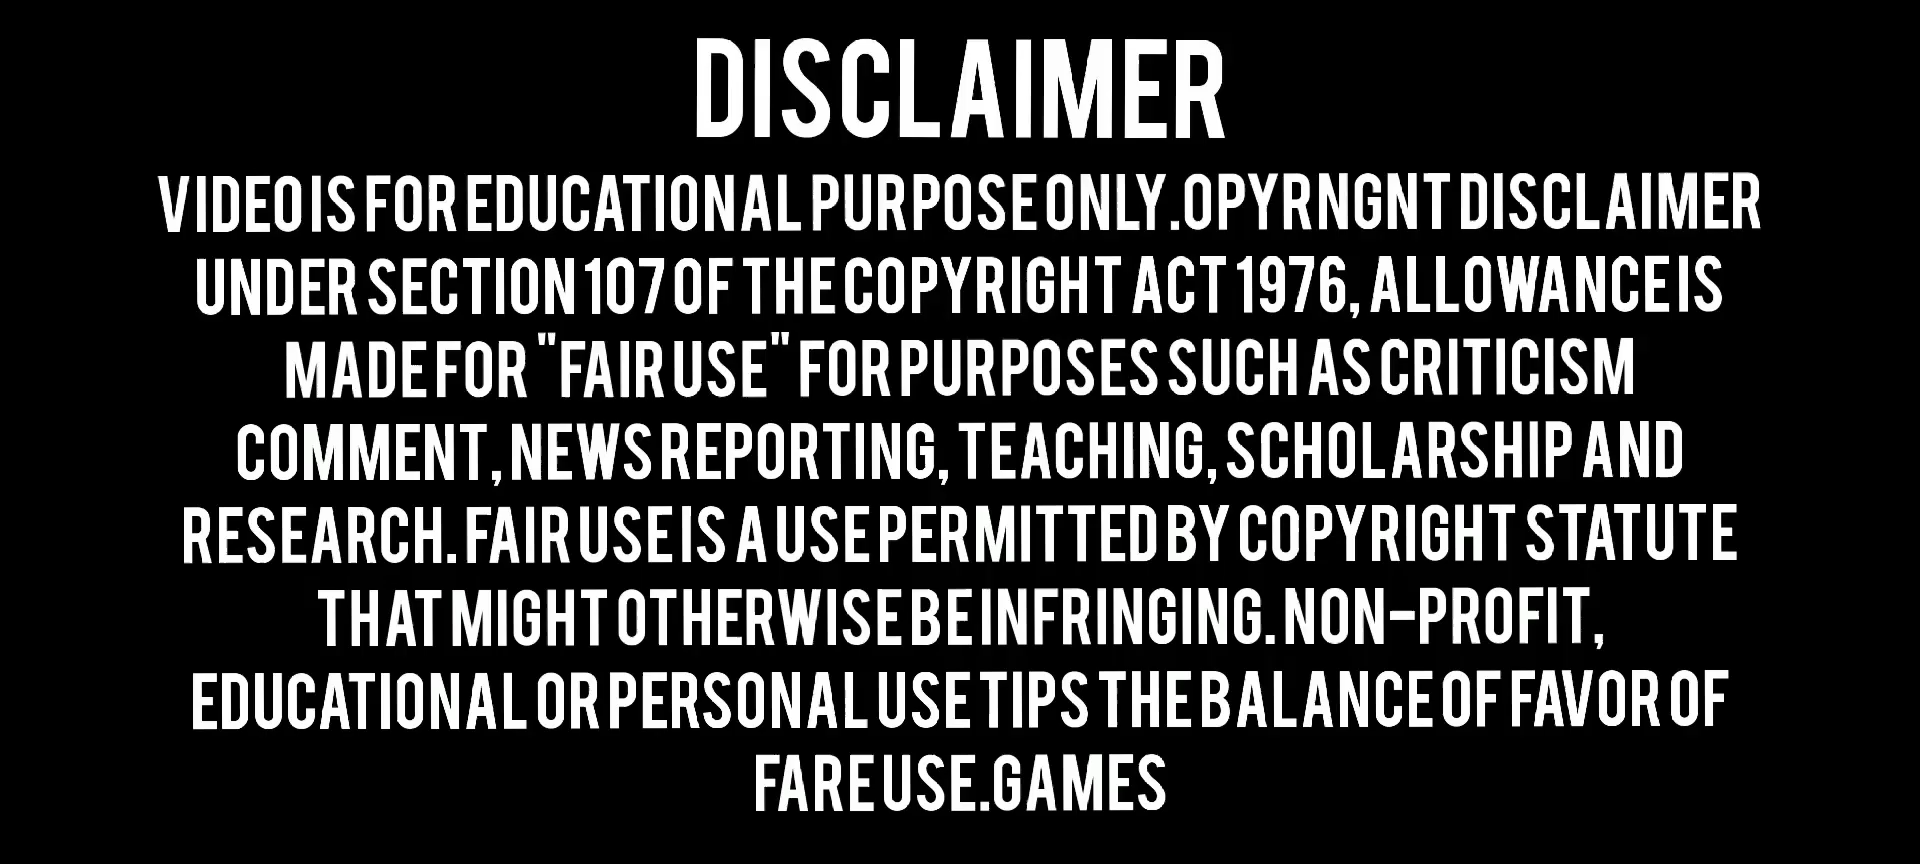 DISCLAIMER
VIDEO IS FOR EDUCATIONAL PURPOSE ONLY.OPYRNGNT DISCLAIMER
UNDER SECTION 107 OF THE COPYRIGHT ACT 1976, ALLOWANCE IS
MADE FOR "FAIR USE" FOR PURPOSES SUCH AS CRITICISM
COMMENT, NEWS REPORTING, TEACHING, SCHOLARSHIP AND
RESEARCH. FAIR USE IS A USE PERMITTED BY COPYRIGHT STATUTE
THAT MIGHT OTHERWISE BE INFRINGING. NON-PROFIT,
EDUCATIONAL OR PERSONAL USE TIPS THE BALANCE OF FAVOR OF
FARE USE.GAMES